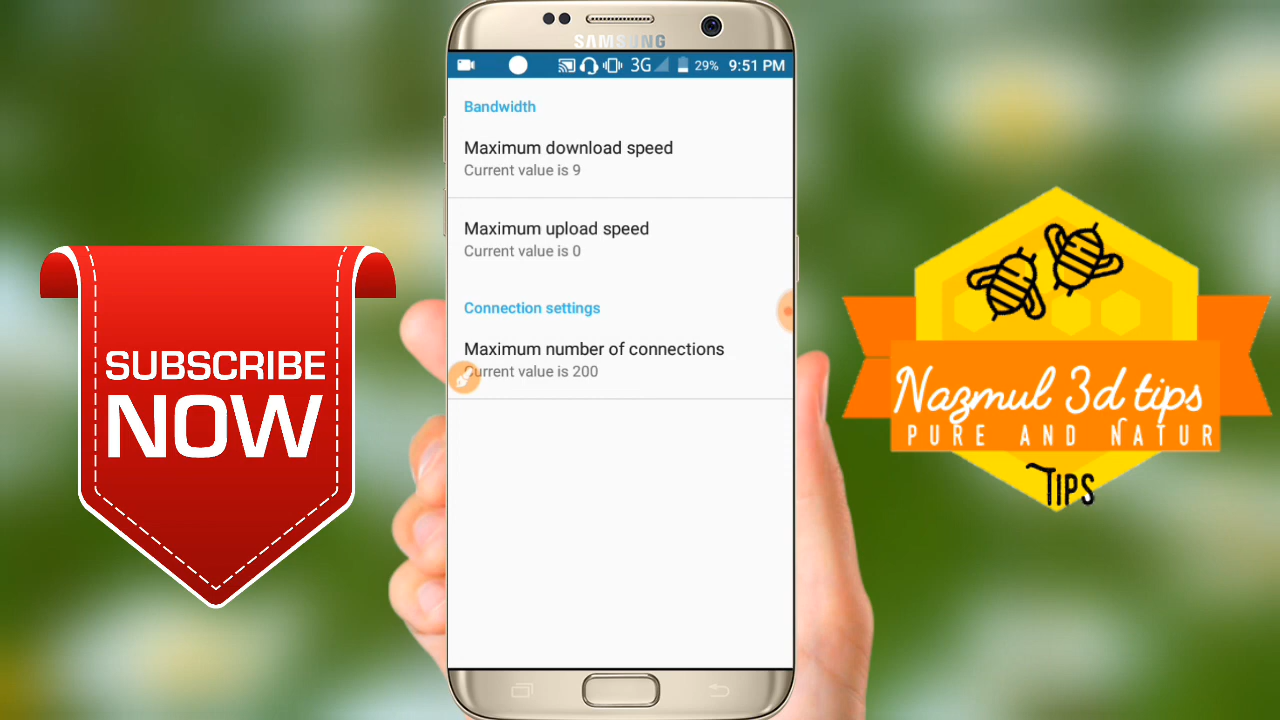 SAMSUNG
3G 29% 9:51 PM
Bandwidth
Maximum download speed
Current value is 9
Maximum upload speed
Current value is 0
Connection settings
Maximum number of connections
Current value is 200
SUBSCRIBE
NOW
Nazmul 3d tips
PURE AND NATUR
TIPS